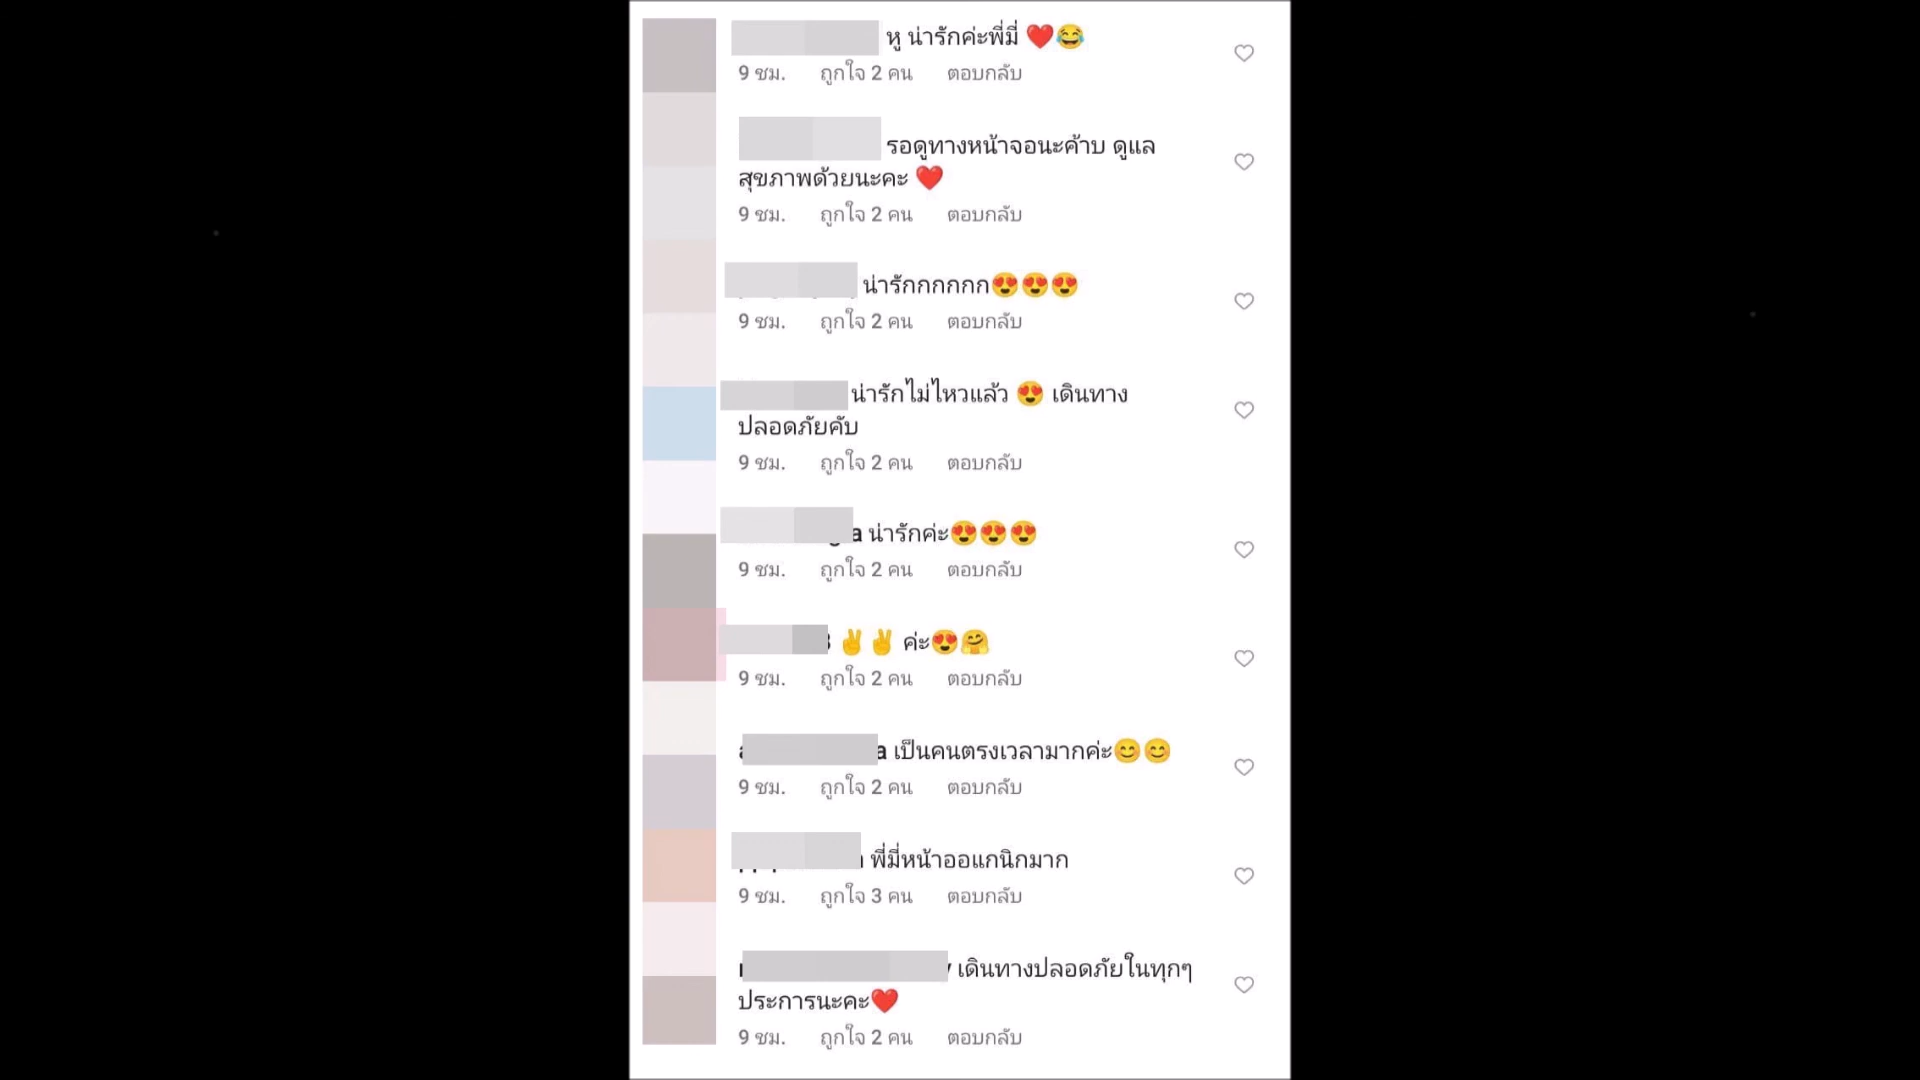 หู น่ารักค่ะพี่มี่ ❤️😂
9 ชม. ถูกใจ 2 คน ตอบกลับ
รอดูทางหน้าจอนะค้าบ ดูแล
สุขภาพด้วยนะคะ ❤️
9 ชม. ถูกใจ 2 คน ตอบกลับ
น่ารักกกกกก😍😍😍
9 ชม. ถูกใจ 2 คน ตอบกลับ
น่ารักไม่ไหวแล้ว 😍 เดินทาง
ปลอดภัยคับ
9 ชม. ถูกใจ 2 คน ตอบกลับ
a น่ารักค่ะ😍😍😍
9 ชม. ถูกใจ 2 คน ตอบกลับ
✌️✌️ ค่ะ😍🤗
9 ชม. ถูกใจ 2 คน ตอบกลับ
a เป็นคนตรงเวลามากค่ะ😊😊
9 ชม. ถูกใจ 2 คน ตอบกลับ
พี่มี่หน้าออแกนิกมาก
9 ชม. ถูกใจ 3 คน ตอบกลับ
เดินทางปลอดภัยในทุกๆ
ประการนะคะ❤️
9 ชม. ถูกใจ 2 คน ตอบกลับ